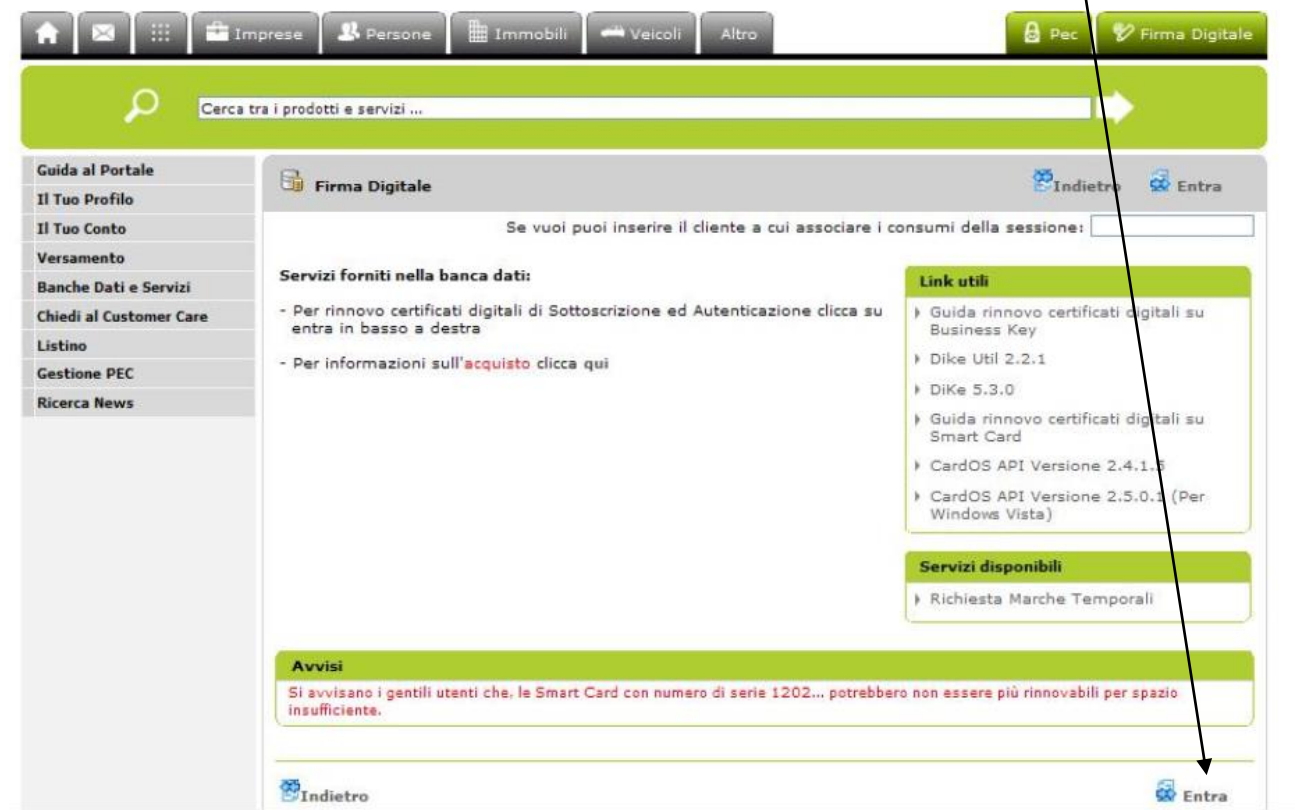 Imprese Persone Immobili Veicoli Altro Pec Firma Digitale
Cerca tra i prodotti e servizi ...
Guida al Portale
Il Tuo Profilo
Il Tuo Conto
Versamento
Banche Dati e Servizi
Chiedi al Customer Care
Listino
Gestione PEC
Ricerca News
Firma Digitale
Indietro Entra
Se vuoi puoi inserire il cliente a cui associare i consumi della sessione:
Servizi forniti nella banca dati:
- Per rinnovo certificati digitali di Sottoscrizione ed Autenticazione clicca su
entra in basso a destra
- Per informazioni sull'acquisto clicca qui
Link utili
Guida rinnovo certificati digitali su
Business Key
Dike Util 2.2.1
DiKe 5.3.0
Guida rinnovo certificati digitali su
Smart Card
CardOS API Versione 2.4.1.5
CardOS API Versione 2.5.0.1 (Per
Windows Vista)
Servizi disponibili
Richiesta Marche Temporali
Avvisi
Si avvisano i gentili utenti che, le Smart Card con numero di serie 1202... potrebbero non essere più rinnovabili per spazio
insufficiente.
Indietro Entra